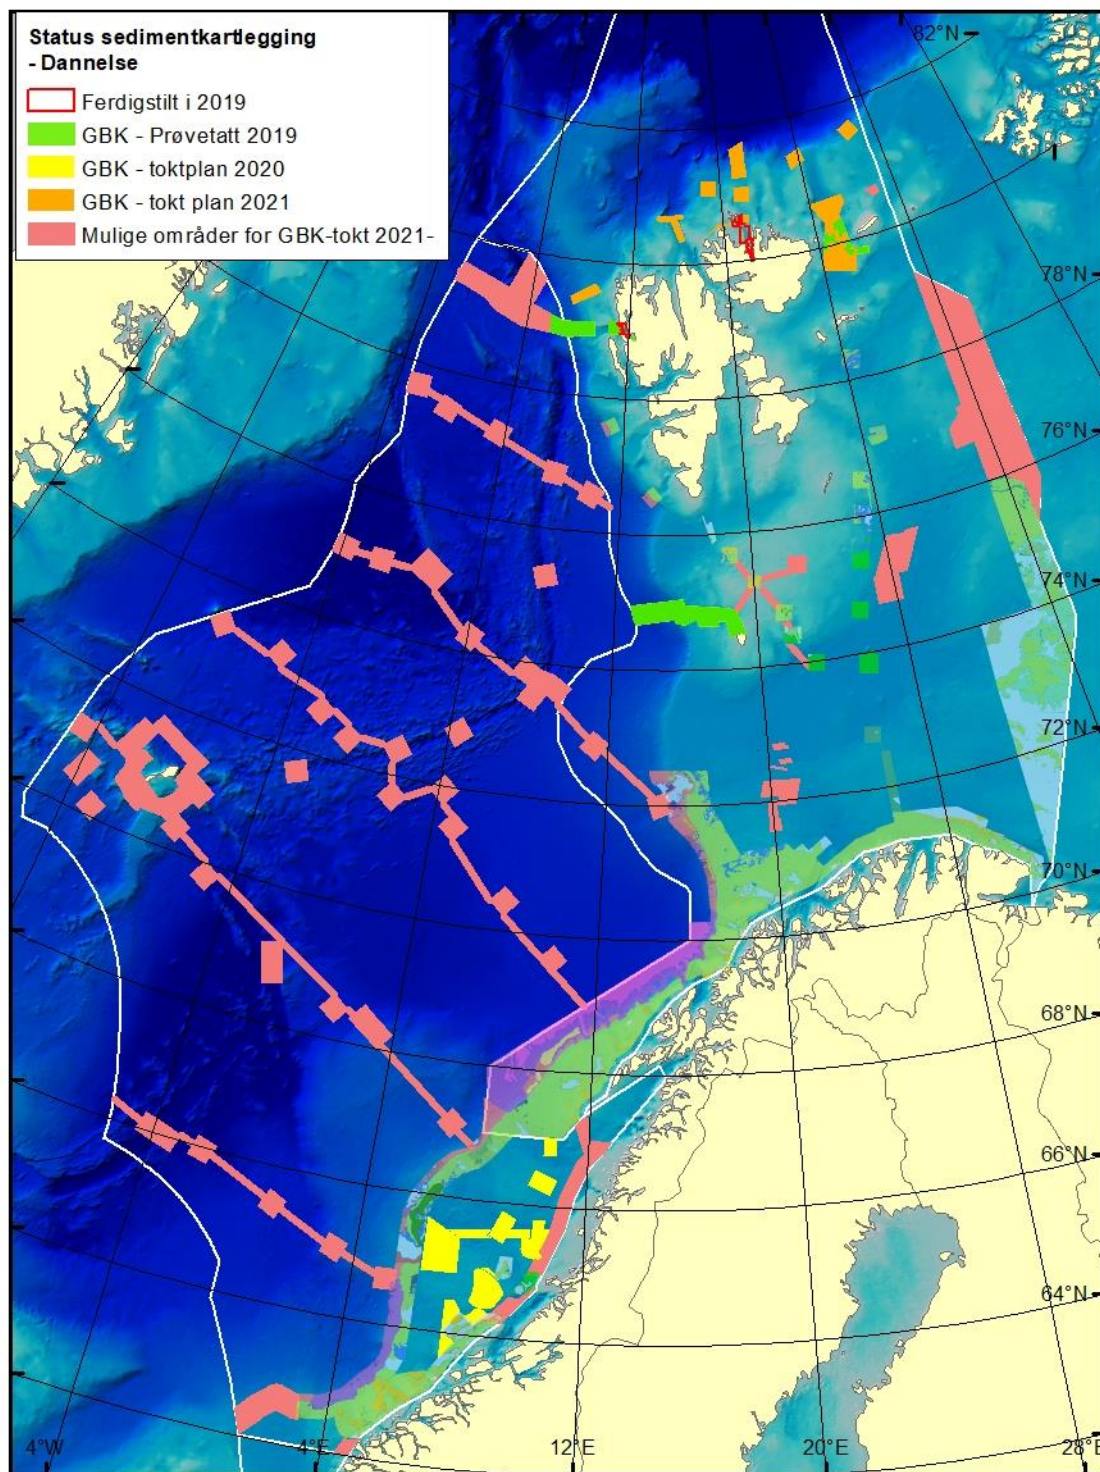 Status sedimentkartlegging
- Dannelse
Ferdigstilt i 2019
GBK - Prøvetatt 2019
GBK - toktplan 2020
GBK - tokt plan 2021
Mulige områder for GBK-tokt 2021-
82°N
78°N
76°N
74°N
72°N
70°N
68°N
66°N
64°N
4°W
4°E
12°E
20°E
28°E